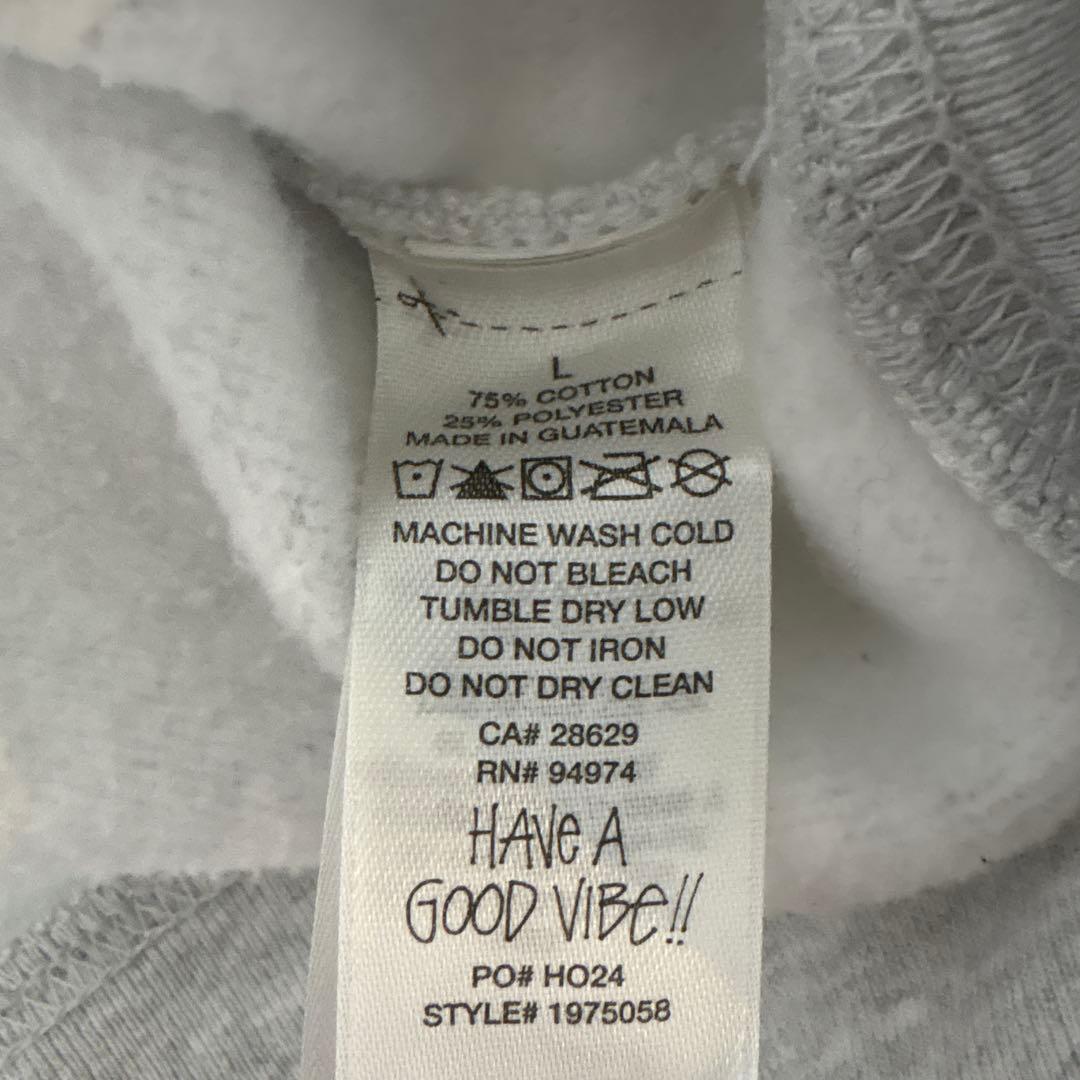 L
75% COTTON
25% POLYESTER
MADE IN GUATEMALA
MACHINE WASH COLD
DO NOT BLEACH
TUMBLE DRY LOW
DO NOT IRON
DO NOT DRY CLEAN
CA# 28629
RN# 94974
HAVE A
GOOD VIBE!!
PO# HO24
STYLE# 1975058